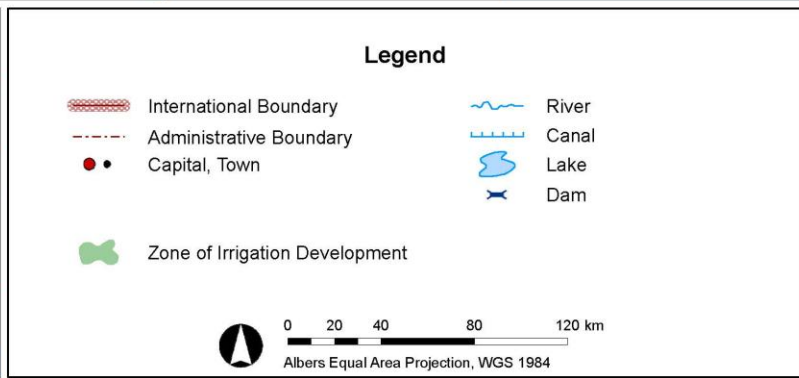 Legend
International Boundary
Administrative Boundary
Capital, Town
Zone of Irrigation Development
River
Canal
Lake
Dam
0 20 40 80 120 km
Albers Equal Area Projection, WGS 1984